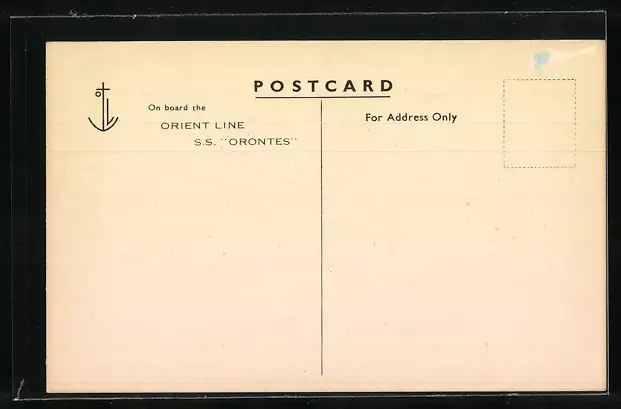 POSTCARD
On board the
ORIENT LINE
S.S. "ORONTES"
For Address Only